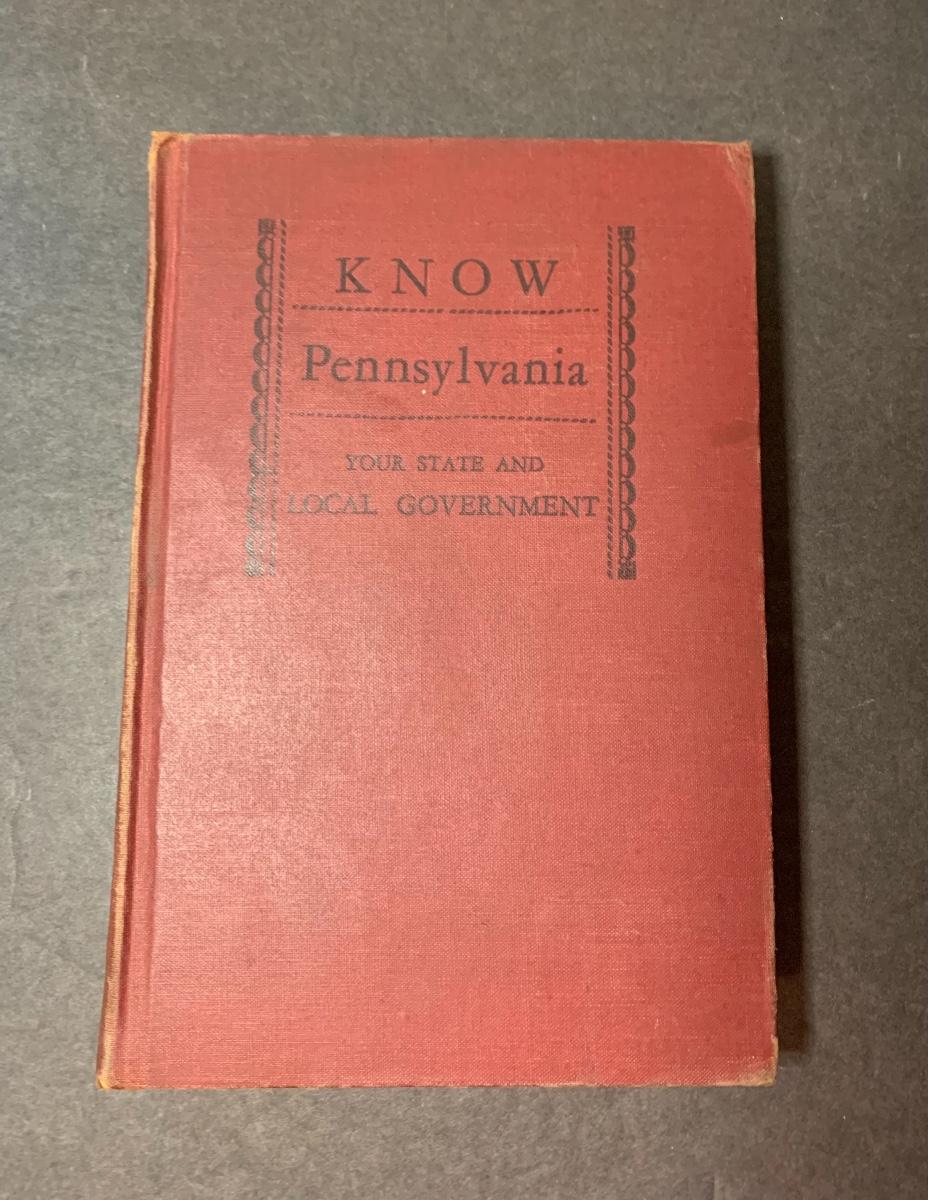 KNOW
Pennsylvania
YOUR STATE AND
LOCAL GOVERNMENT